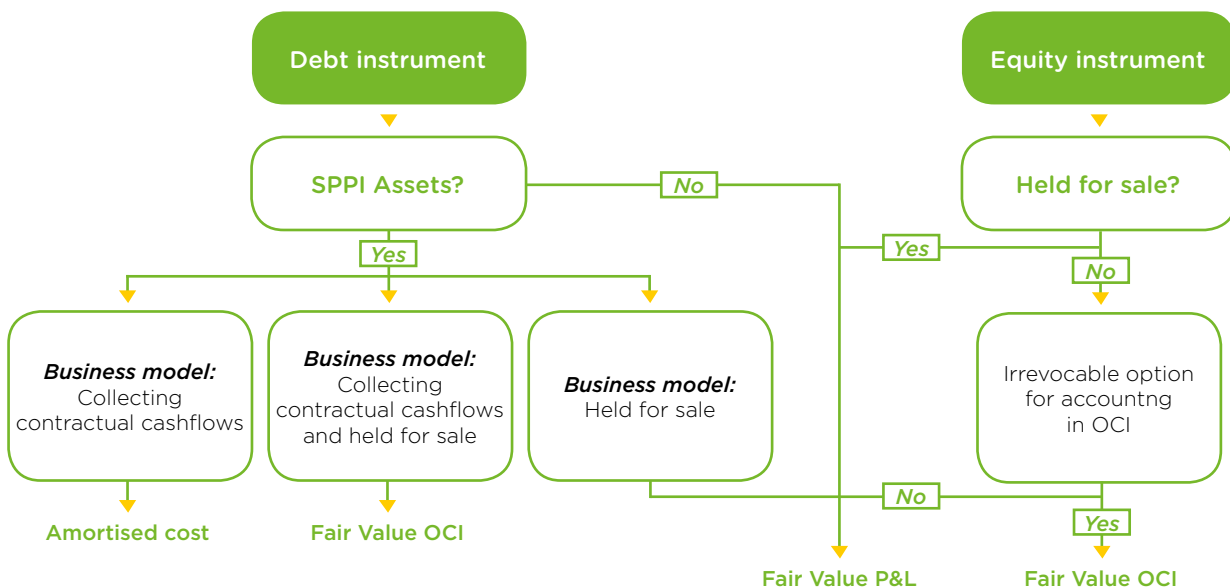 Debt instrument
Equity instrument
SPPI Assets?
No
Held for sale?
Yes
Yes
No
Business model:
Collecting
contractual cashflows
Business model:
Collecting
contractual cashflows
and held for sale
Business model:
Held for sale
Irrevocable option
for accountng
in OCI
No
Yes
Amortised cost
Fair Value OCI
Fair Value P&L
Fair Value OCI